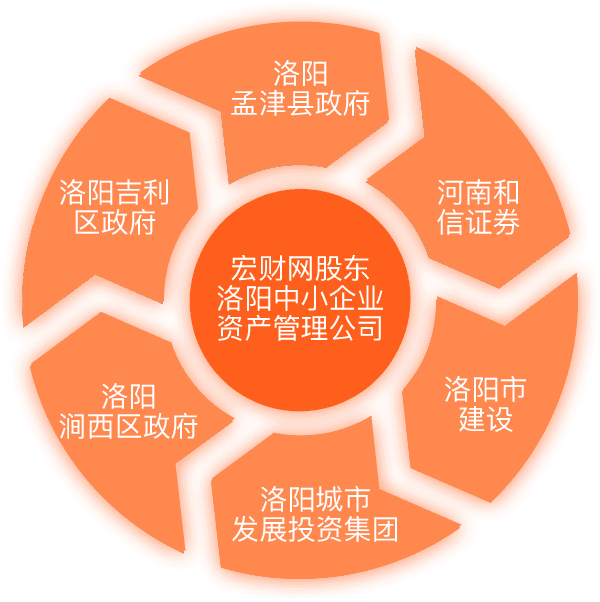 洛阳
孟津县政府
河南和
信证券
洛阳市
建设
洛阳城市
发展投资集团
洛阳
涧西区政府
洛阳吉利
区政府
宏财网股东
洛阳中小企业
资产管理公司